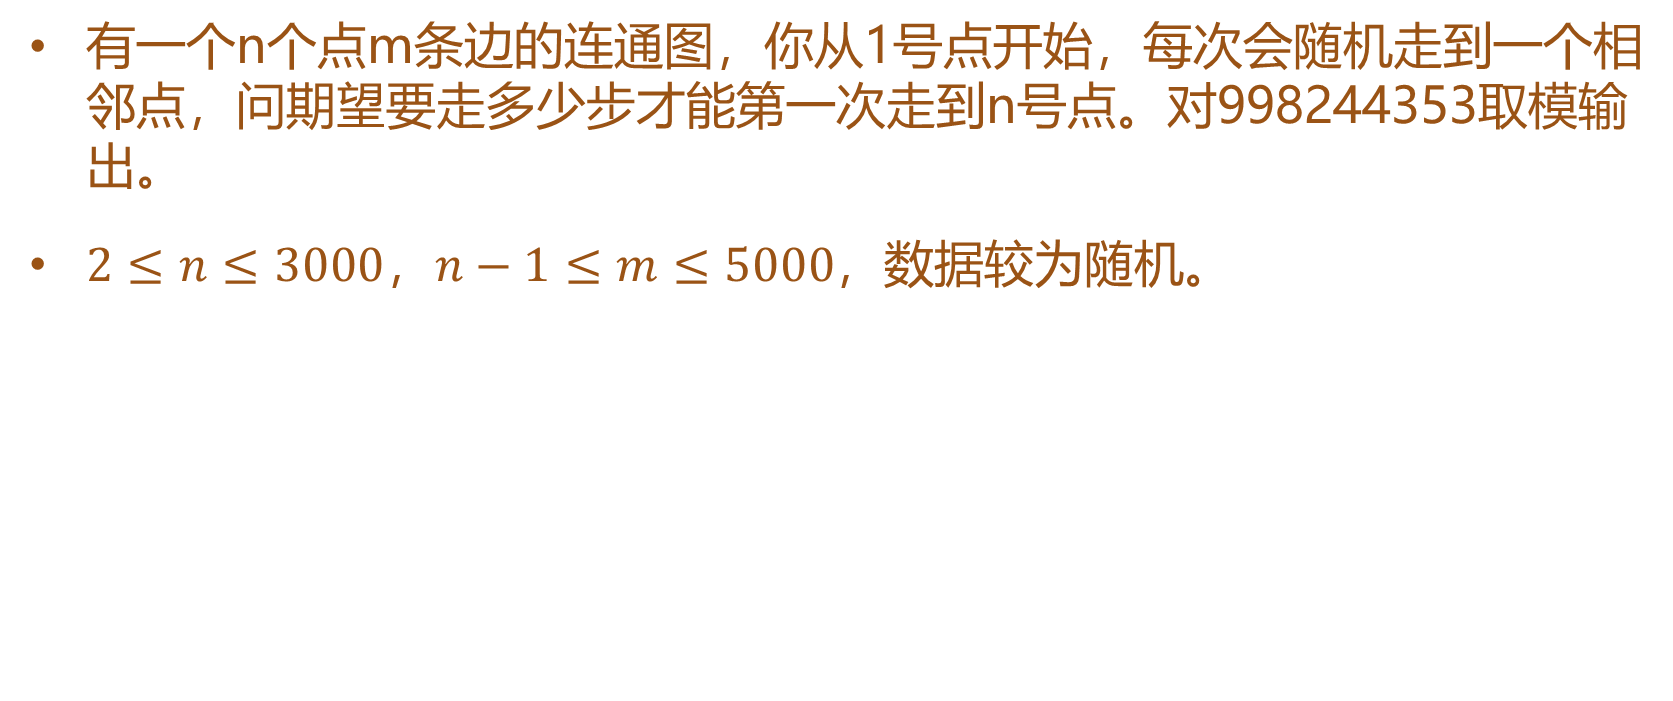 • 有一个n个点m条边的连通图，你从1号点开始，每次会随机走到一个相
邻点，问期望要走多少步才能第一次走到n号点。对998244353取模输
出。
• 2 ≤ n ≤ 3000，n − 1 ≤ m ≤ 5000，数据较为随机。